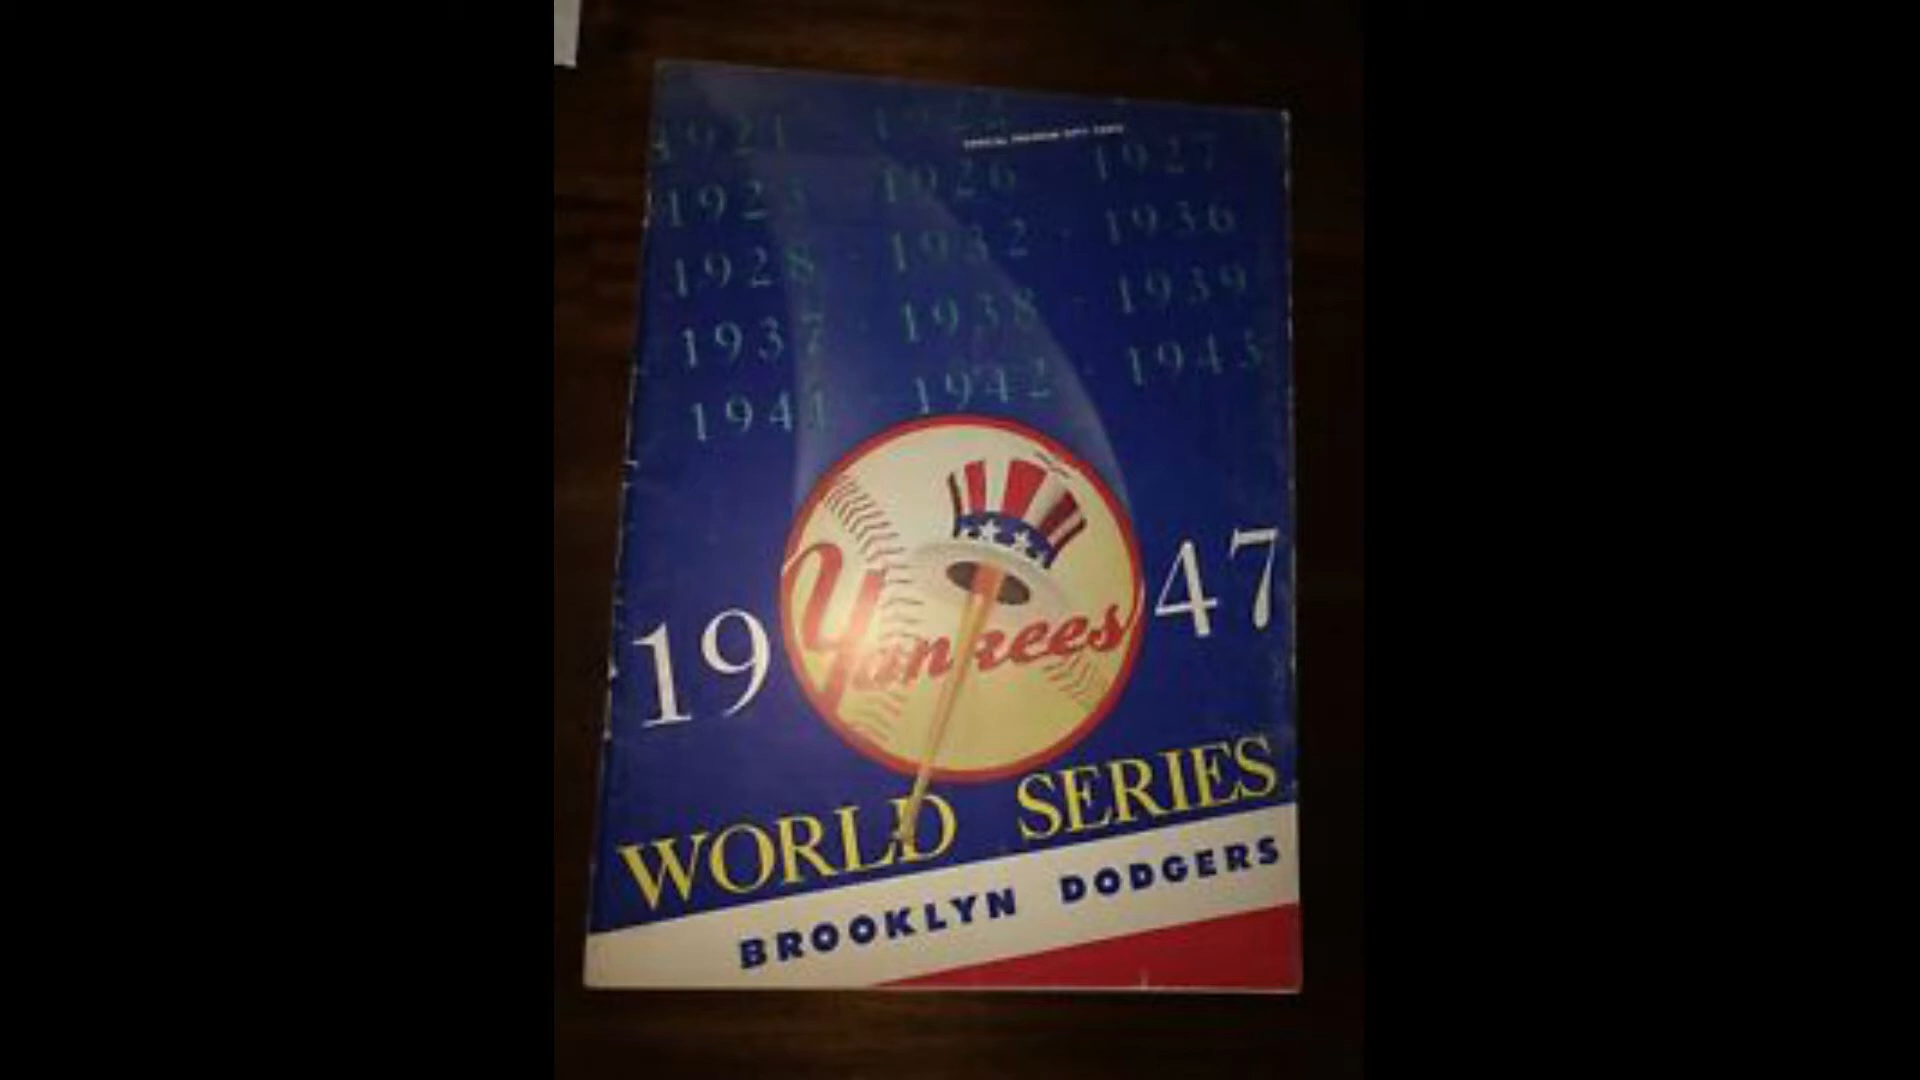 1921 - 1922
1923 - 1926 - 1927
1928 - 1932 - 1936
1937 - 1938 - 1939
1941 - 1942 - 1943
19 Yankees 47
WORLD SERIES
BROOKLYN DODGERS